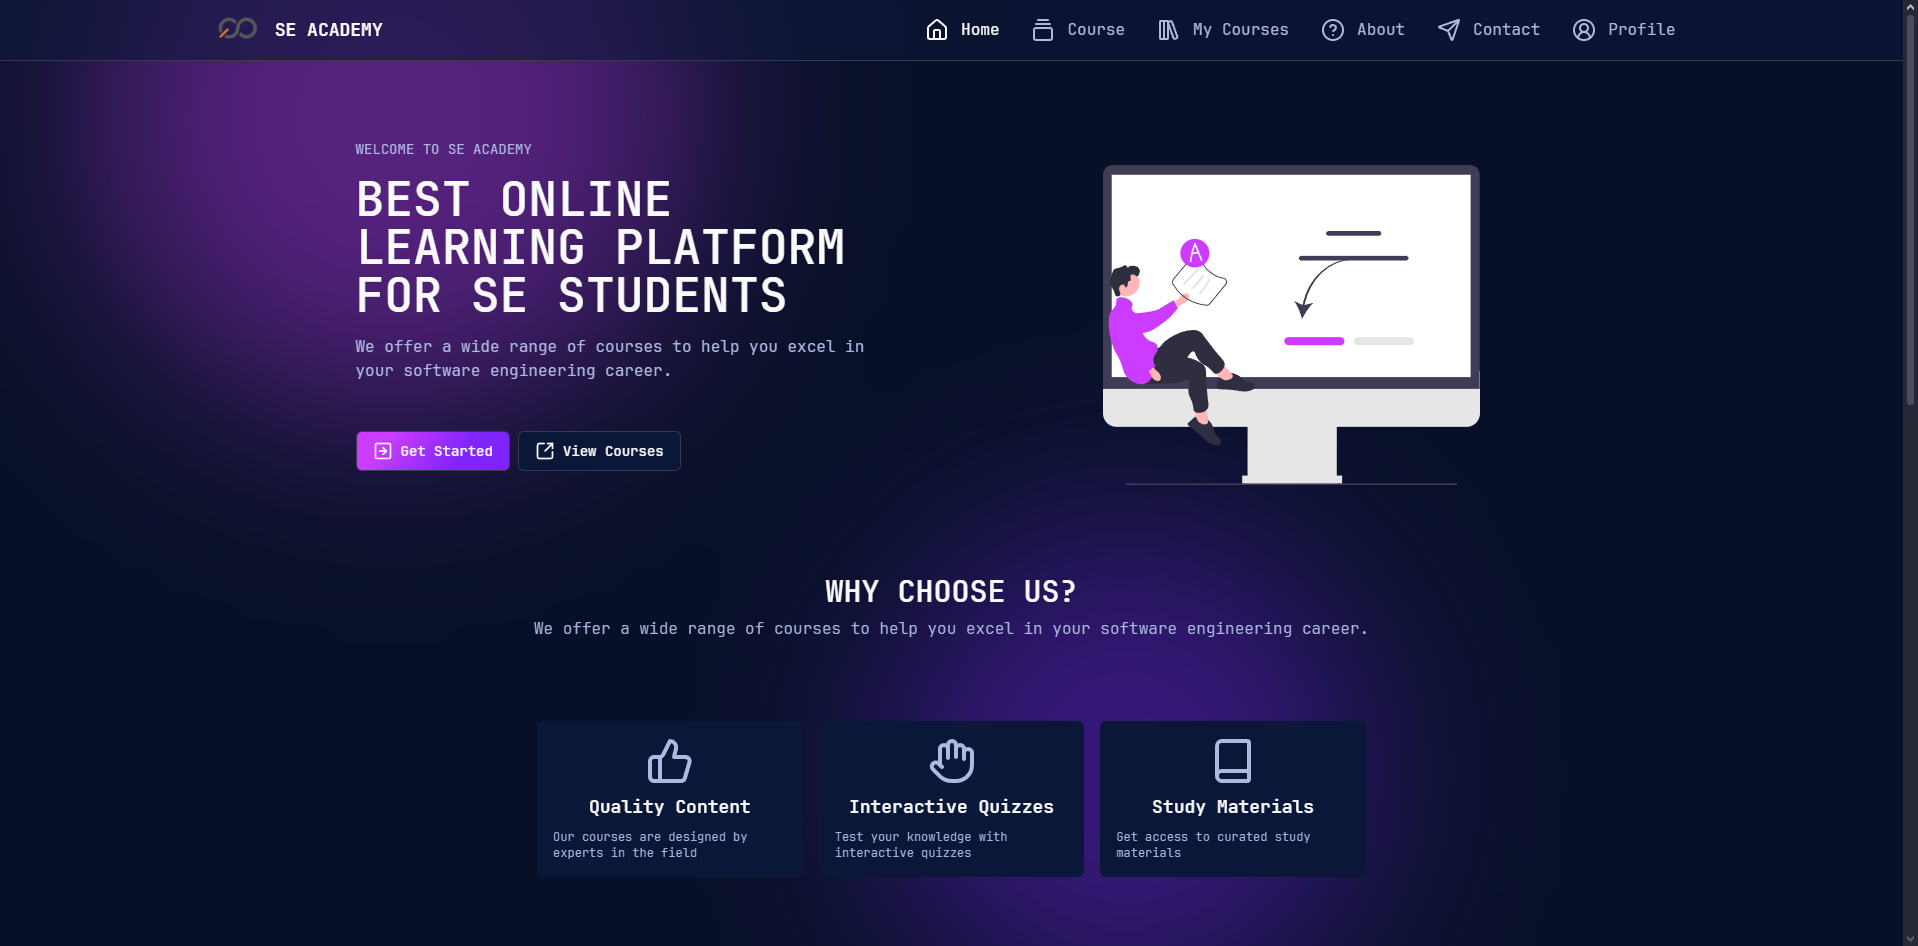 SE ACADEMY
Home
Course
My Courses
About
Contact
Profile
WELCOME TO SE ACADEMY
BEST ONLINE
LEARNING PLATFORM
FOR SE STUDENTS
We offer a wide range of courses to help you excel in
your software engineering career.
Get Started
View Courses
A
WHY CHOOSE US?
We offer a wide range of courses to help you excel in your software engineering career.
Quality Content
Our courses are designed by
experts in the field
Interactive Quizzes
Test your knowledge with
interactive quizzes
Study Materials
Get access to curated study
materials